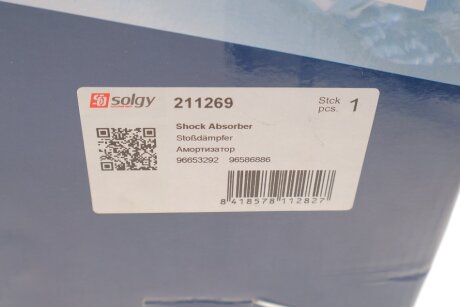 solgy 211269 Stck pcs. 1
Shock Absorber
Stoßdämpfer
Амортизатор
96653292 96586886
8 418578 112827